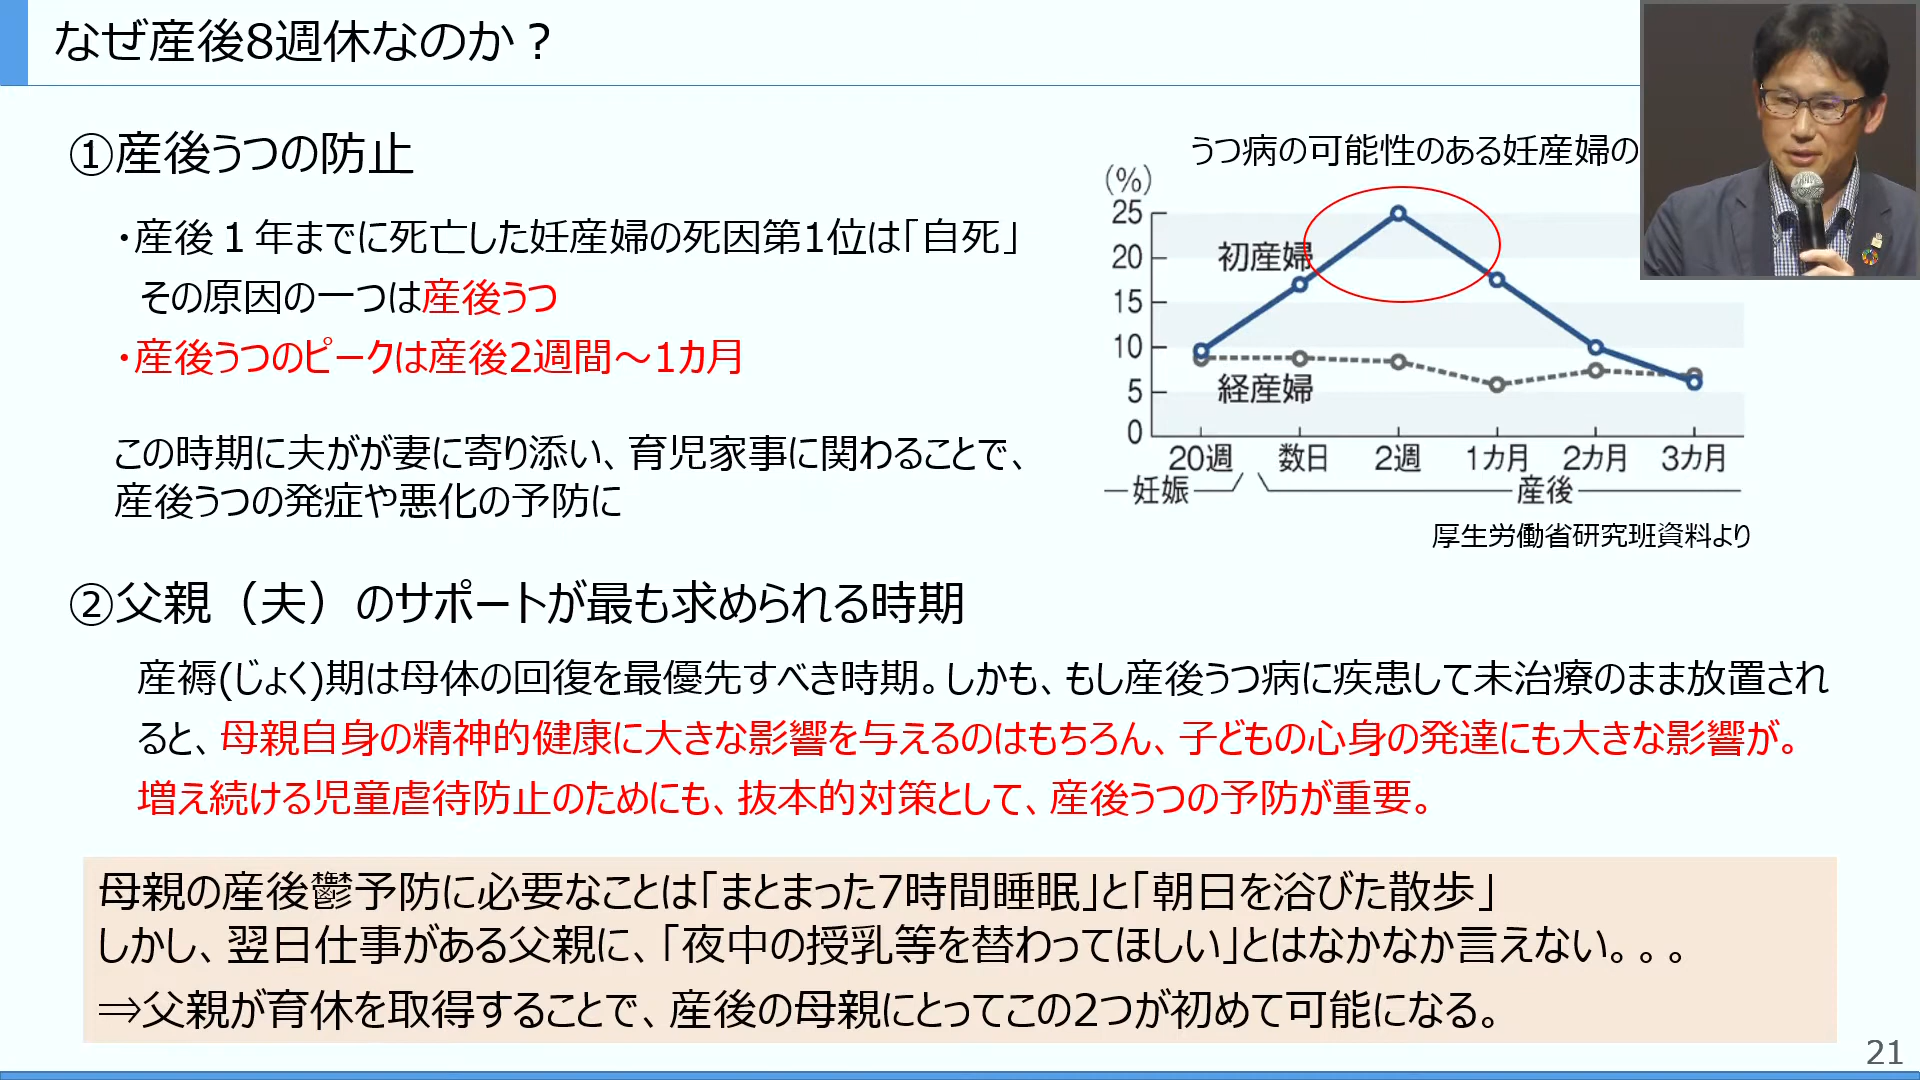 なぜ産後8週休なのか？
①産後うつの防止
・産後１年までに死亡した妊産婦の死因第1位は「自死」
その原因の一つは産後うつ
・産後うつのピークは産後2週間～1カ月
この時期に夫がが妻に寄り添い、育児家事に関わることで、
産後うつの発症や悪化の予防に
うつ病の可能性のある妊産婦の
(%)
25
20
15
10
5
0
初産婦
経産婦
20週 数日 2週 1カ月 2カ月 3カ月
妊娠 産後
厚生労働省研究班資料より
②父親（夫）のサポートが最も求められる時期
産褥(じょく)期は母体の回復を最優先すべき時期。しかも、もし産後うつ病に疾患して未治療のまま放置され
ると、母親自身の精神的健康に大きな影響を与えるのはもちろん、子どもの心身の発達にも大きな影響が。
増え続ける児童虐待防止のためにも、抜本的対策として、産後うつの予防が重要。
母親の産後鬱予防に必要なことは「まとまった7時間睡眠」と「朝日を浴びた散歩」
しかし、翌日仕事がある父親に、「夜中の授乳等を替わってほしい」とはなかなか言えない。。。
⇒父親が育休を取得することで、産後の母親にとってこの2つが初めて可能になる。
21